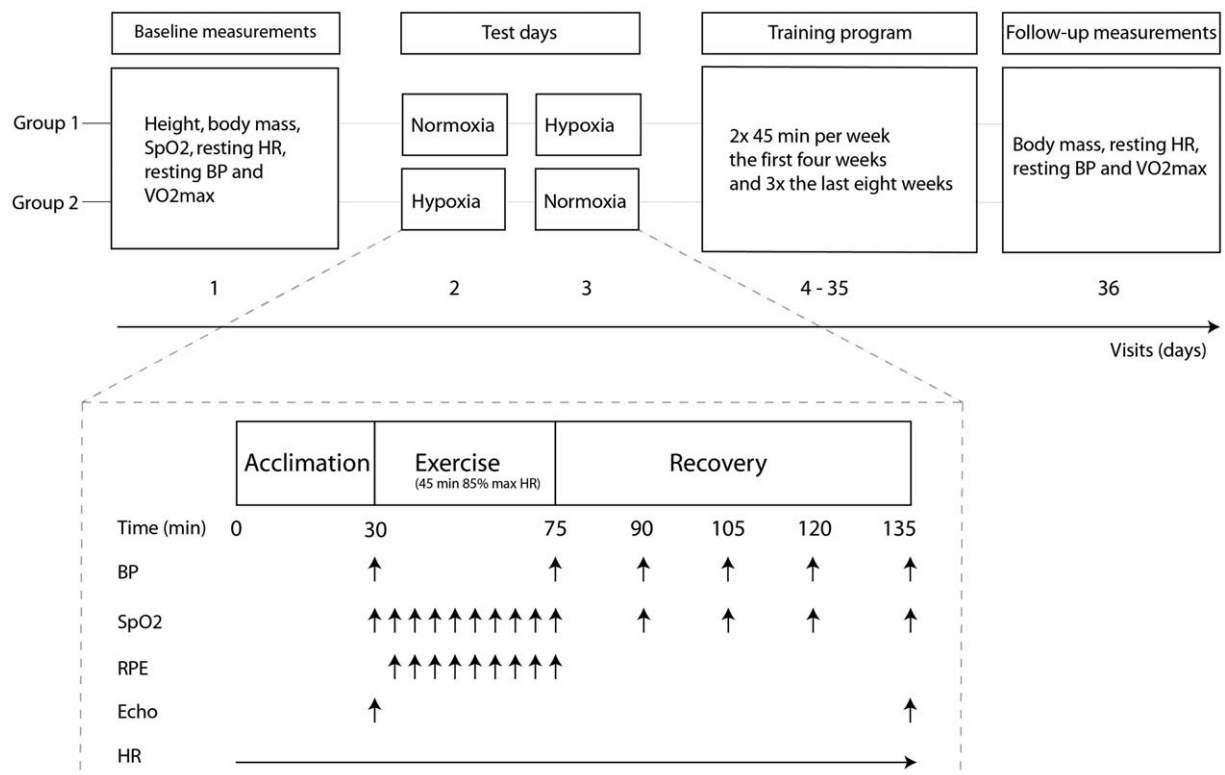 Baseline measurements
Test days
Training program
Follow-up measurements
Group 1
Group 2
Height, body mass,
SpO2, resting HR,
resting BP and
VO2max
Normoxia
Hypoxia
Hypoxia
Normoxia
2x 45 min per week
the first four weeks
and 3x the last eight weeks
Body mass, resting HR,
resting BP and VO2max
1
2
3
4 - 35
36
Visits (days)
Acclimation
Exercise
(45 min 85% max HR)
Recovery
Time (min) 0 30 75 90 105 120 135
BP
SpO2
RPE
Echo
HR